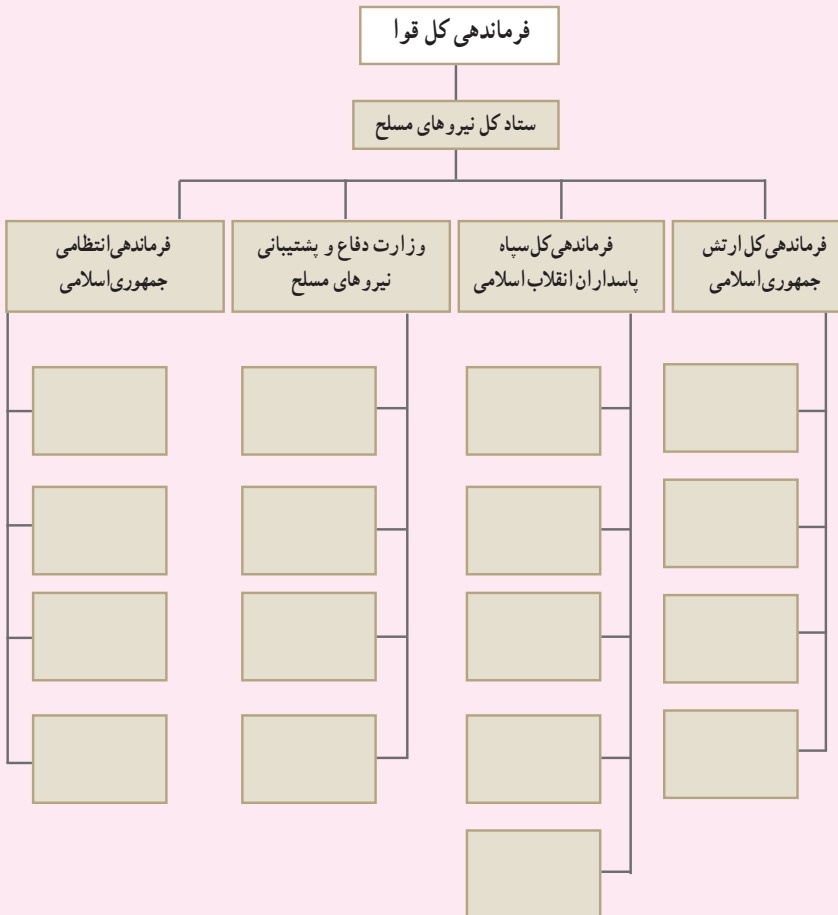 فرماندهی کل قوا
ستاد کل نیروهای مسلح
فرماندهی کل ارتش
جمهوری اسلامی
فرماندهی کل سپاه
پاسداران انقلاب اسلامی
وزارت دفاع و پشتیبانی
نیروهای مسلح
فرماندهی انتظامی
جمهوری اسلامی